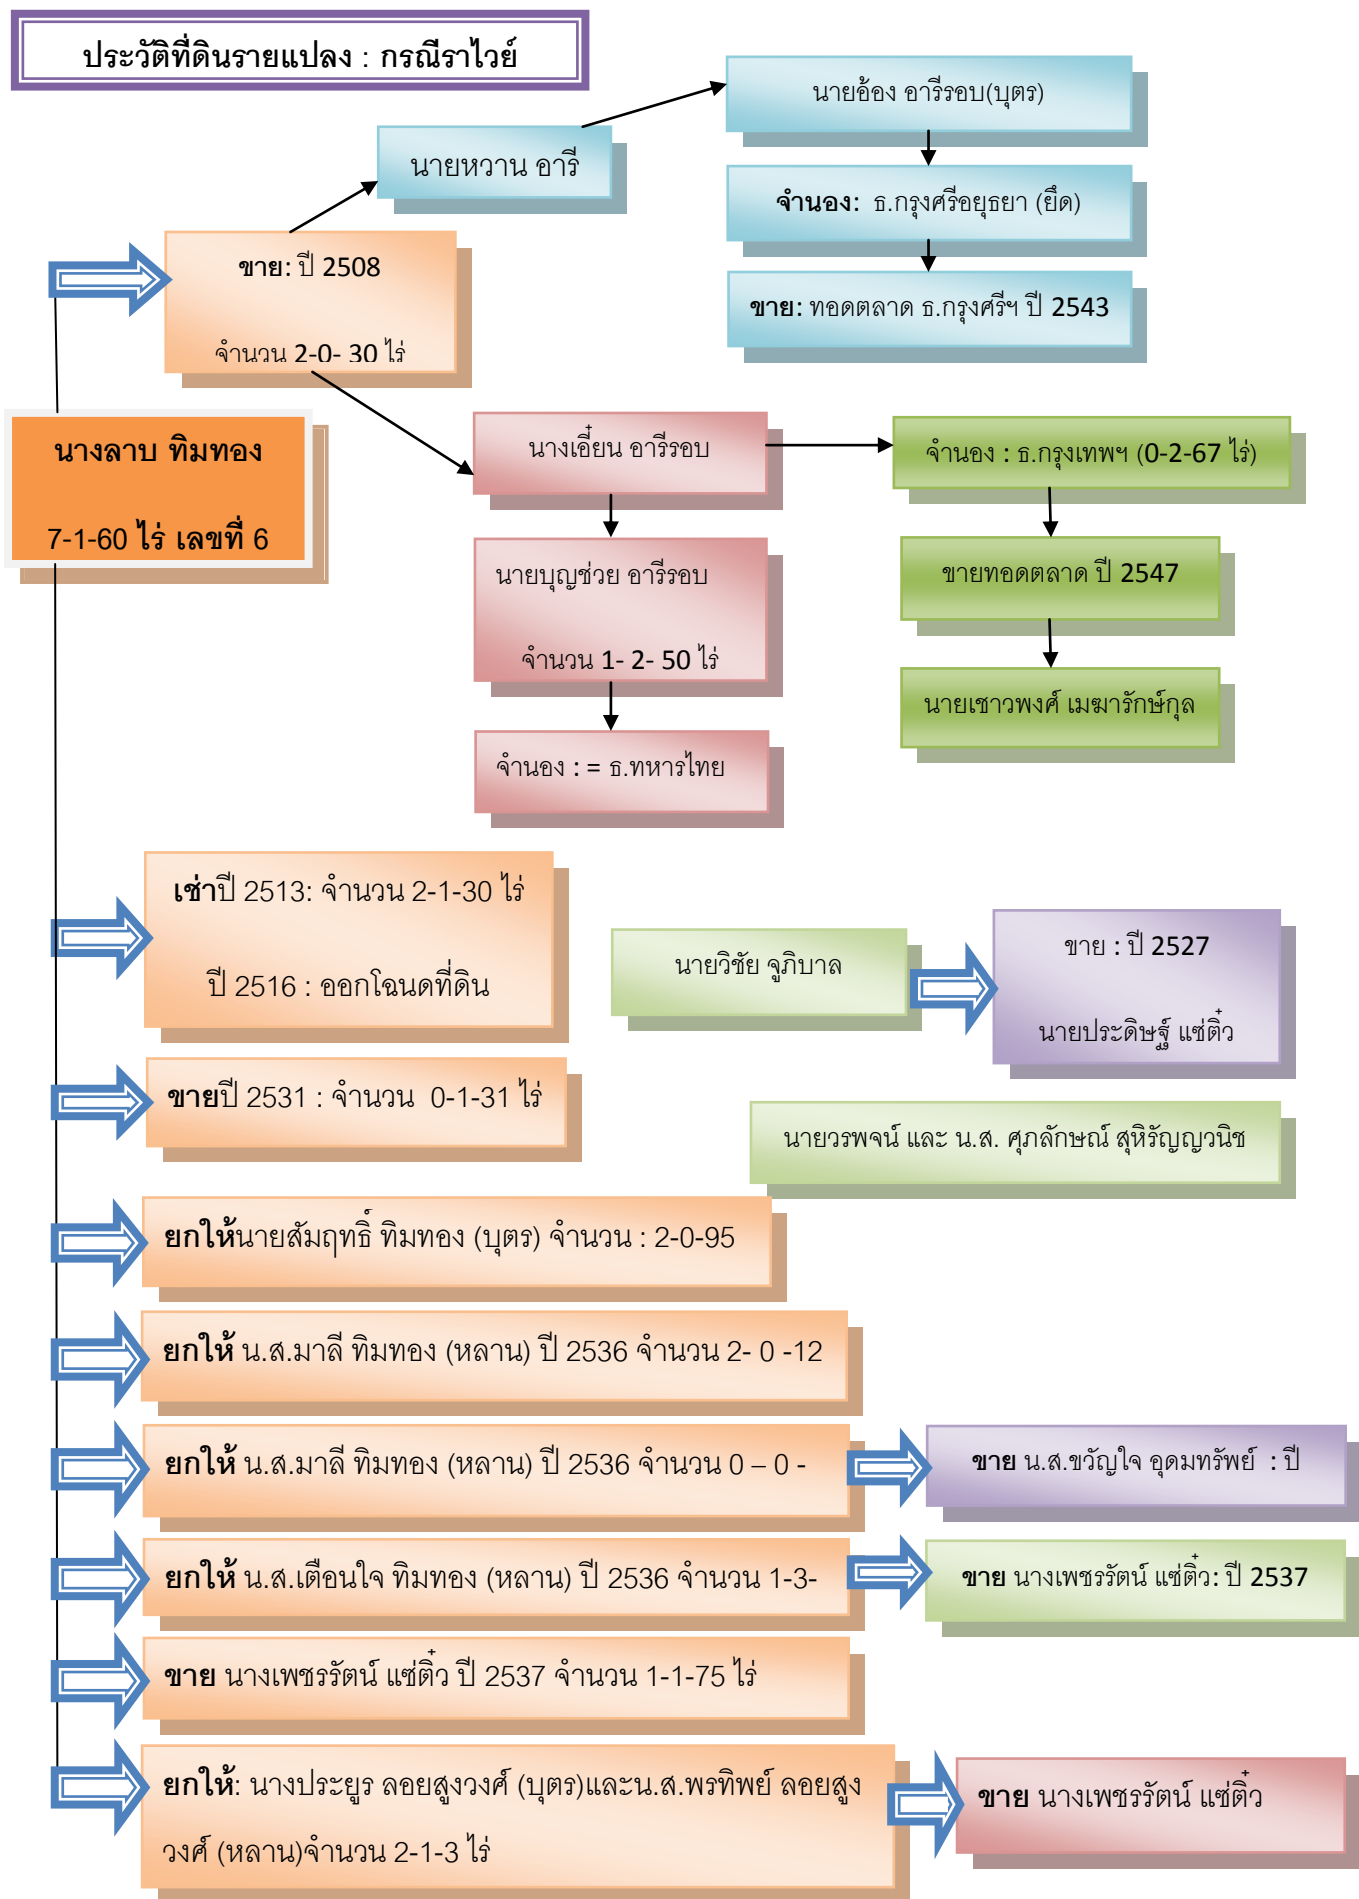 ประวัติที่ดินรายแปลง : กรณีราไวย์
นายอ้อง อารีรอบ(บุตร)
นายหวาน อารี
จำนอง: ธ.กรุงศรีอยุธยา (ยึด)
ขาย: ปี 2508
จำนวน 2-0- 30 ไร่
ขาย: ทอดตลาด ธ.กรุงศรีฯ ปี 2543
นางลาบ ทิมทอง
7-1-60 ไร่ เลขที่ 6
นางเอี๋ยน อารีรอบ
จำนอง : ธ.กรุงเทพฯ (0-2-67 ไร่)
นายบุญช่วย อารีรอบ
จำนวน 1- 2- 50 ไร่
ขายทอดตลาด ปี 2547
นายเชาวพงศ์ เมฆารักษ์กุล
จำนอง : = ธ.ทหารไทย
เช่าปี 2513: จำนวน 2-1-30 ไร่
ปี 2516 : ออกโฉนดที่ดิน
นายวิชัย จูภิบาล
ขาย : ปี 2527
นายประดิษฐ์ แซ่ติ๋ว
ขายปี 2531 : จำนวน 0-1-31 ไร่
นายวรพจน์ และ น.ส. ศุภลักษณ์ สุหิรัญญวนิช
ยกให้นายสัมฤทธิ์ ทิมทอง (บุตร) จำนวน : 2-0-95
ยกให้ น.ส.มาลี ทิมทอง (หลาน) ปี 2536 จำนวน 2- 0 -12
ยกให้ น.ส.มาลี ทิมทอง (หลาน) ปี 2536 จำนวน 0 – 0 -
ขาย น.ส.ขวัญใจ อุดมทรัพย์ : ปี
ยกให้ น.ส.เตือนใจ ทิมทอง (หลาน) ปี 2536 จำนวน 1-3-
ขาย นางเพชรรัตน์ แซ่ติ๋ว: ปี 2537
ขาย นางเพชรรัตน์ แซ่ติ๋ว ปี 2537 จำนวน 1-1-75 ไร่
ยกให้: นางประยูร ลอยสูงวงศ์ (บุตร)และน.ส.พรทิพย์ ลอยสูง
วงศ์ (หลาน)จำนวน 2-1-3 ไร่
ขาย นางเพชรรัตน์ แซ่ติ๋ว